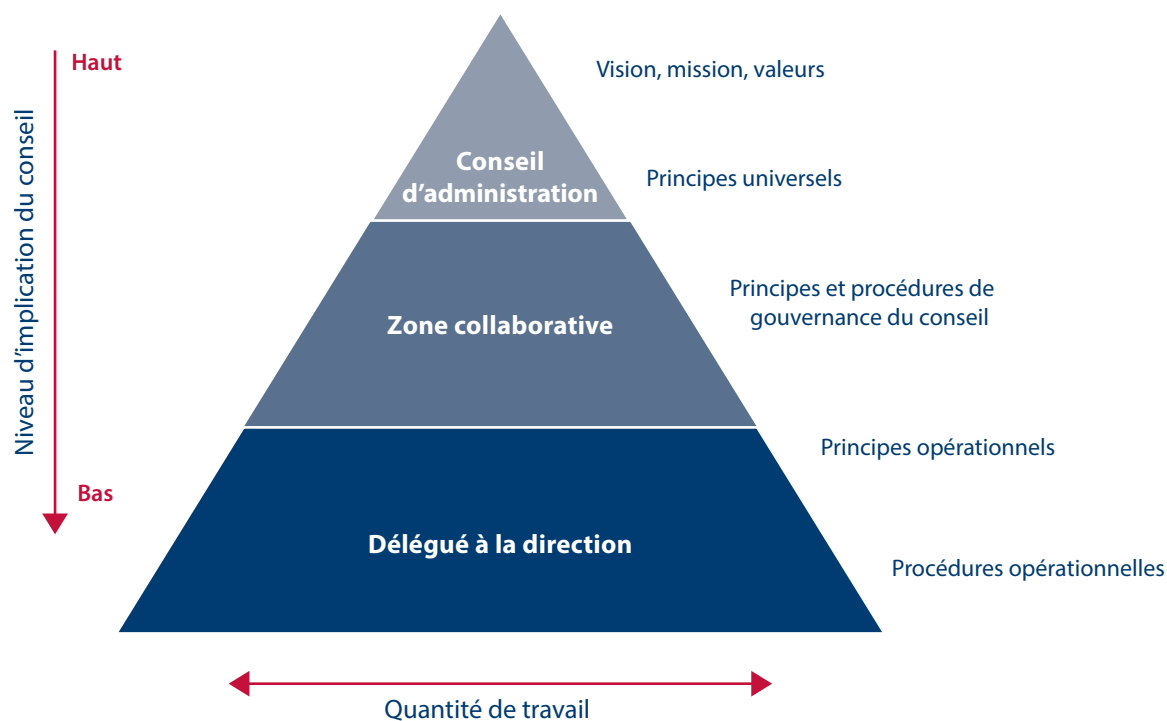 Haut
Niveau d'implication du conseil
Bas
Vision, mission, valeurs
Conseil
d'administration
Principes universels
Zone collaborative
Principes et procédures de
gouvernance du conseil
Principes opérationnels
Délégué à la direction
Procédures opérationnelles
Quantité de travail